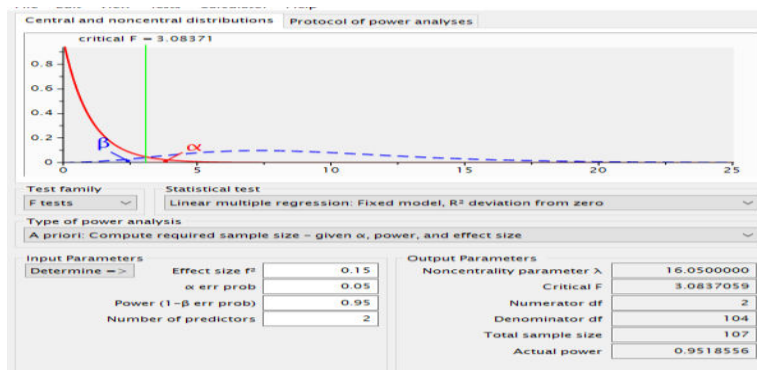 Central and noncentral distributions Protocol of power analyses
critical F = 3.08371
0.8
0.6
0.4
0.2
0
β α
0 5 10 15 20 25
Test family Statistical test
F tests Linear multiple regression: Fixed model, R² deviation from zero
Type of power analysis
A priori: Compute required sample size – given α, power, and effect size
Input Parameters Output Parameters
Determine => Effect size f² 0.15 Noncentrality parameter λ 16.0500000
α err prob 0.05 Critical F 3.0837059
Power (1-β err prob) 0.95 Numerator df 2
Number of predictors 2 Denominator df 104
Total sample size 107
Actual power 0.9518556